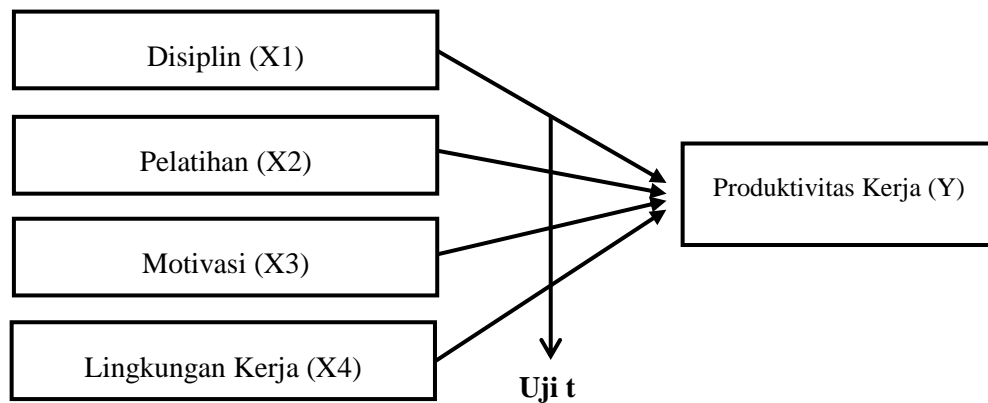 Disiplin (X1)
Pelatihan (X2)
Produktivitas Kerja (Y)
Motivasi (X3)
Lingkungan Kerja (X4)
Uji t